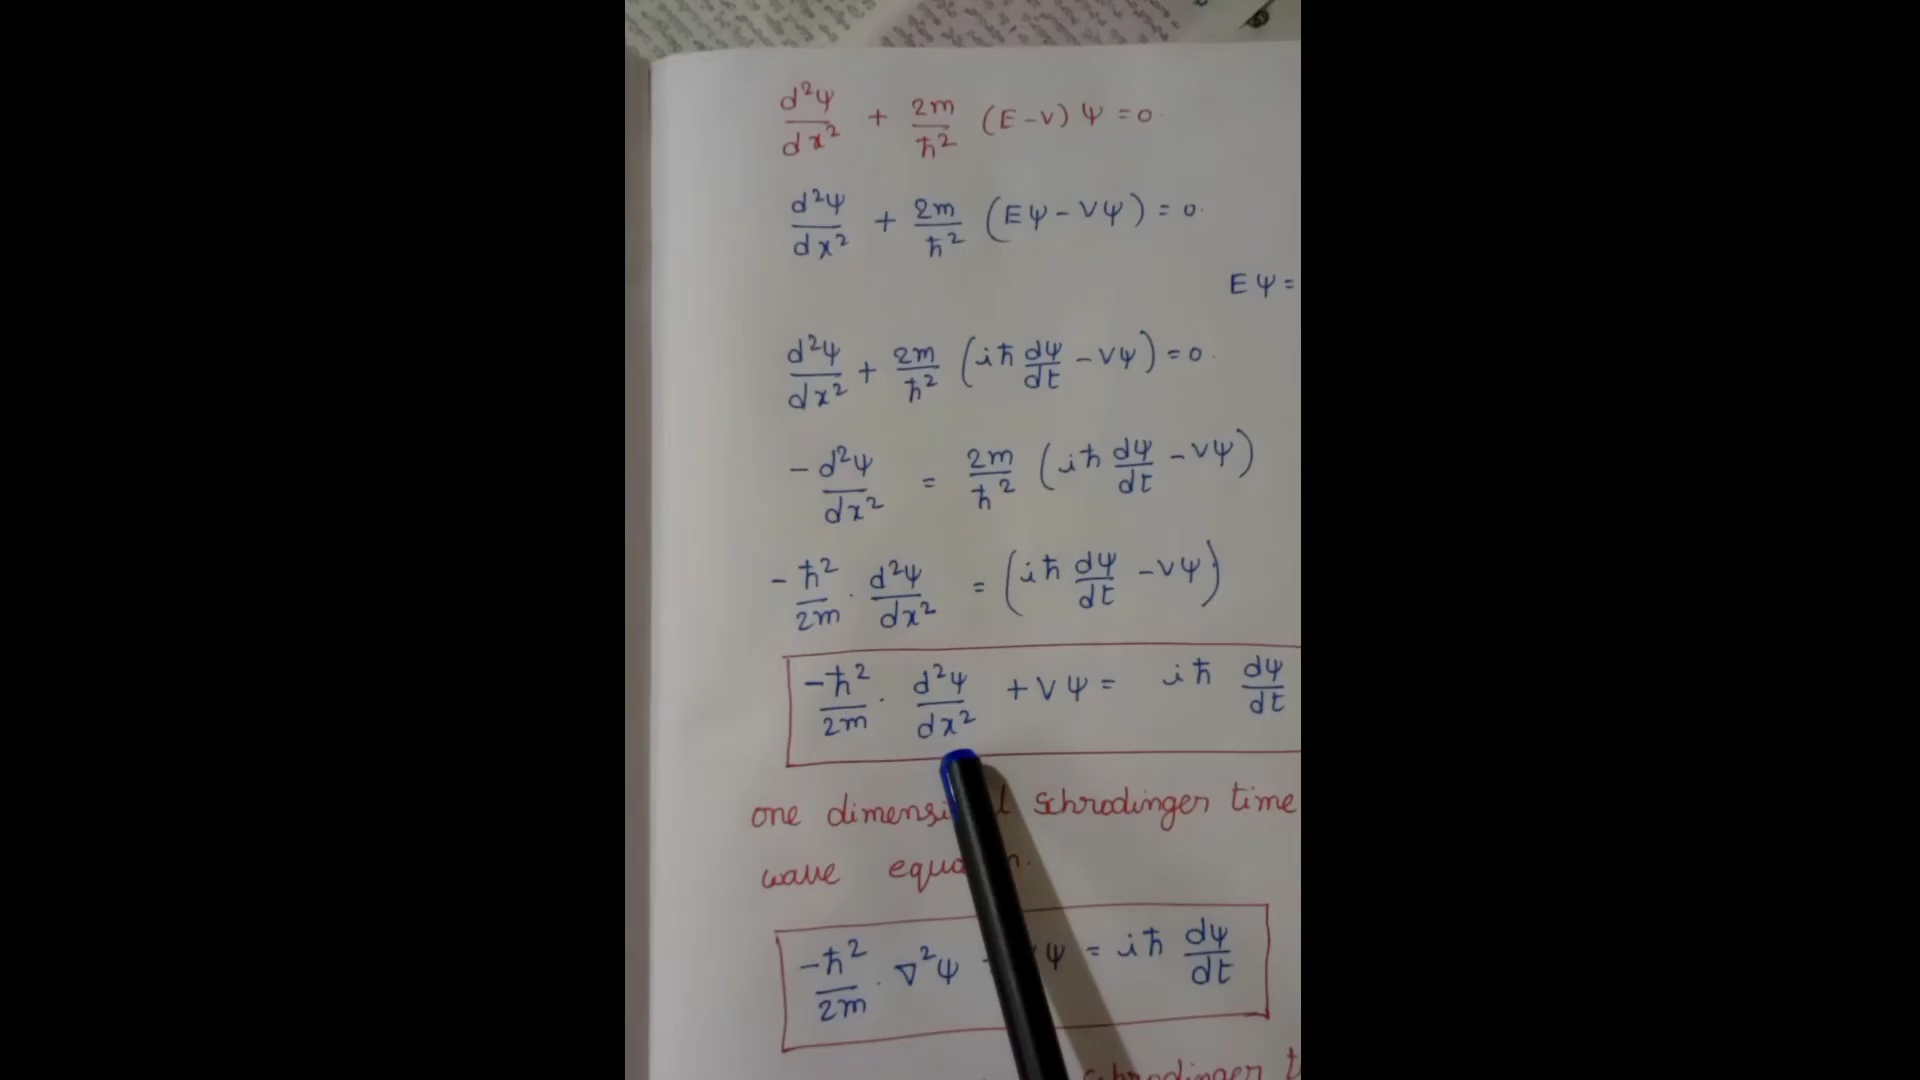 d²ψ/dx² + 2m/ħ² (E-V) ψ = 0.
d²ψ/dx² + 2m/ħ² (Eψ - Vψ) = 0.
Eψ =
d²ψ/dx² + 2m/ħ² (iħ dψ/dt - Vψ) = 0.
-d²ψ/dx² = 2m/ħ² (iħ dψ/dt - Vψ)
-ħ²/2m . d²ψ/dx² = (iħ dψ/dt - Vψ)
-ħ²/2m . d²ψ/dx² + Vψ = iħ dψ/dt
one schrodinger time
wave
-ħ²/2m . ∇²ψ ψ = iħ dψ/dt
schrodinger t